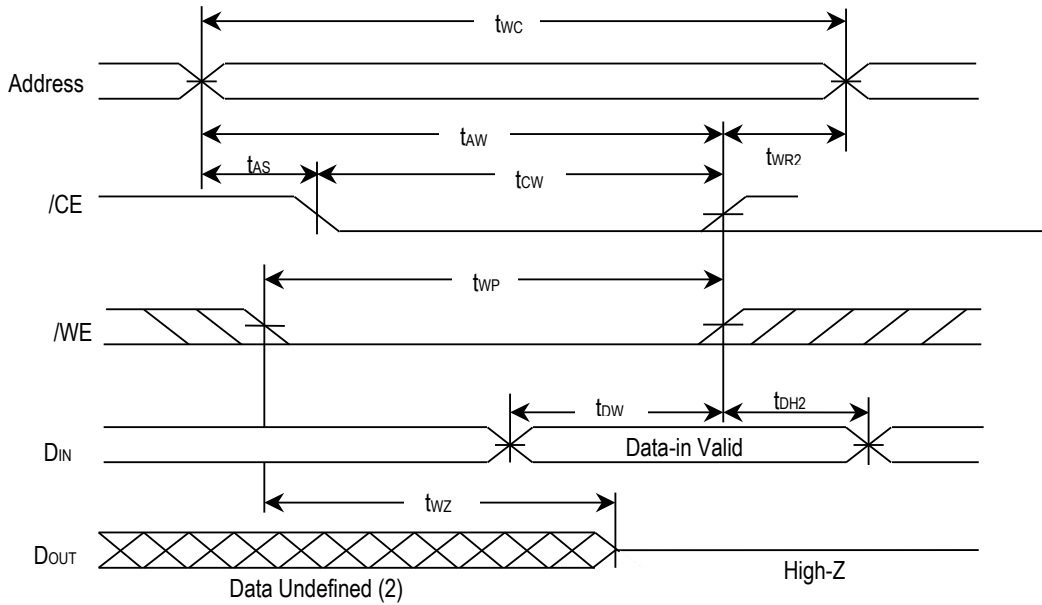 tWC
Address
tAW
tWR2
tAS
tCW
/CE
tWP
/WE
tDW
tDH2
DIN
Data-in Valid
tWZ
DOUT
High-Z
Data Undefined (2)